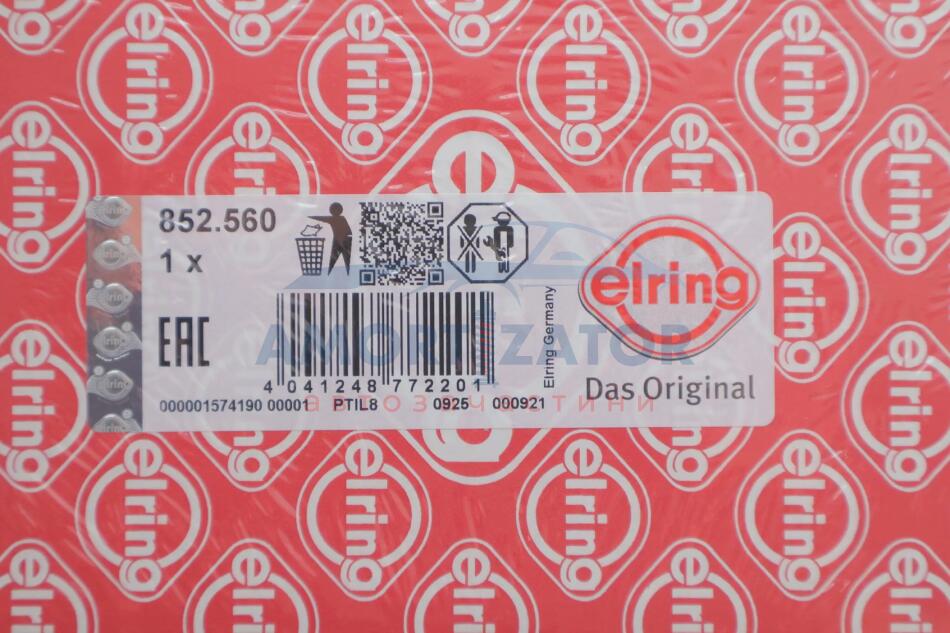 852.560
1 x
EAC
elring
Das Original
Elring Germany
4 041248 772201
000001574190 00001 PTIL8 0925 000921
AMORTIZATOR
автозапчастини
elring